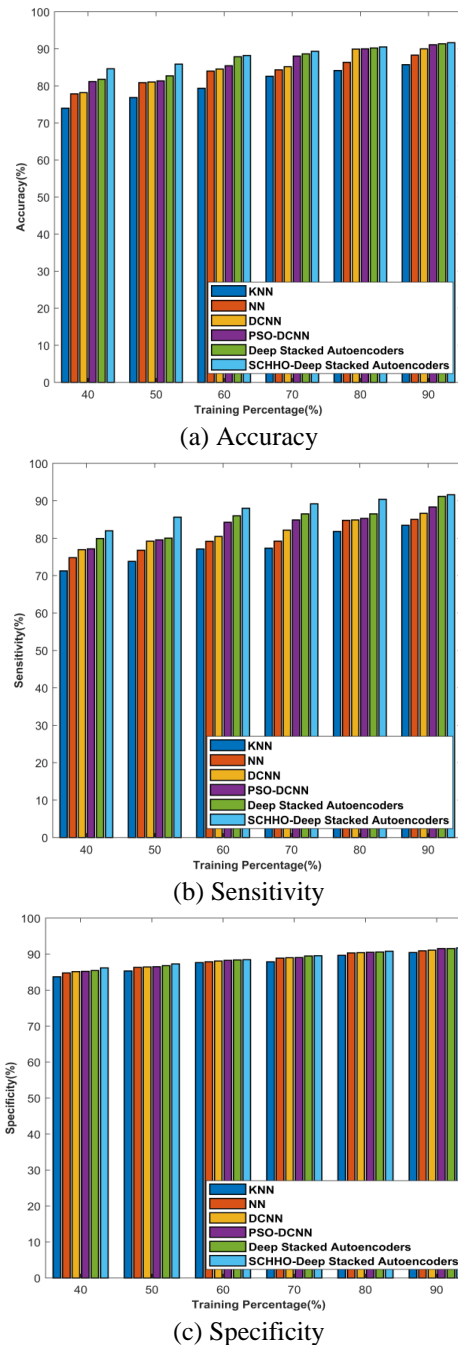 100
90
80
70
60
50
40
30
20
10
0
Accuracy(%)
KNN
NN
DCNN
PSO-DCNN
Deep Stacked Autoencoders
SCHHO-Deep Stacked Autoencoders
40 50 60 70 80 90
Training Percentage(%)
(a) Accuracy
100
90
80
70
60
50
40
30
20
10
0
Sensitivity(%)
KNN
NN
DCNN
PSO-DCNN
Deep Stacked Autoencoders
SCHHO-Deep Stacked Autoencoders
40 50 60 70 80 90
Training Percentage(%)
(b) Sensitivity
100
90
80
70
60
50
40
30
20
10
0
Specificity(%)
KNN
NN
DCNN
PSO-DCNN
Deep Stacked Autoencoders
SCHHO-Deep Stacked Autoencoders
40 50 60 70 80 90
Training Percentage(%)
(c) Specificity